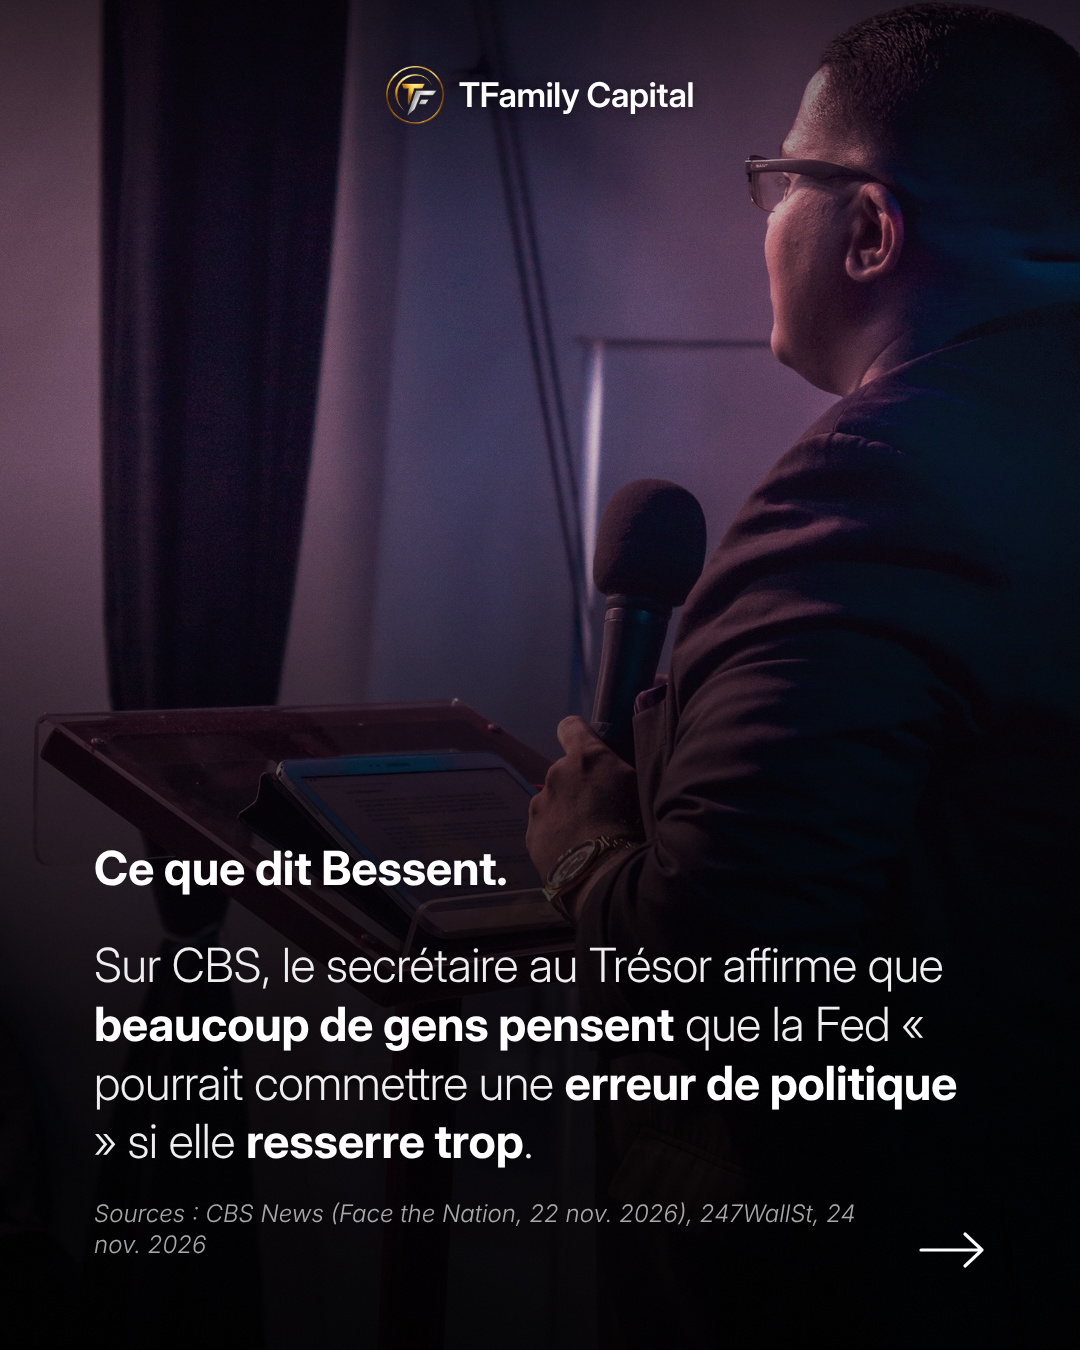 TFamily Capital
Ce que dit Bessent.
Sur CBS, le secrétaire au Trésor affirme que
beaucoup de gens pensent que la Fed «
pourrait commettre une erreur de politique
» si elle resserre trop.
Sources : CBS News (Face the Nation, 22 nov. 2026), 247WallSt, 24
nov. 2026